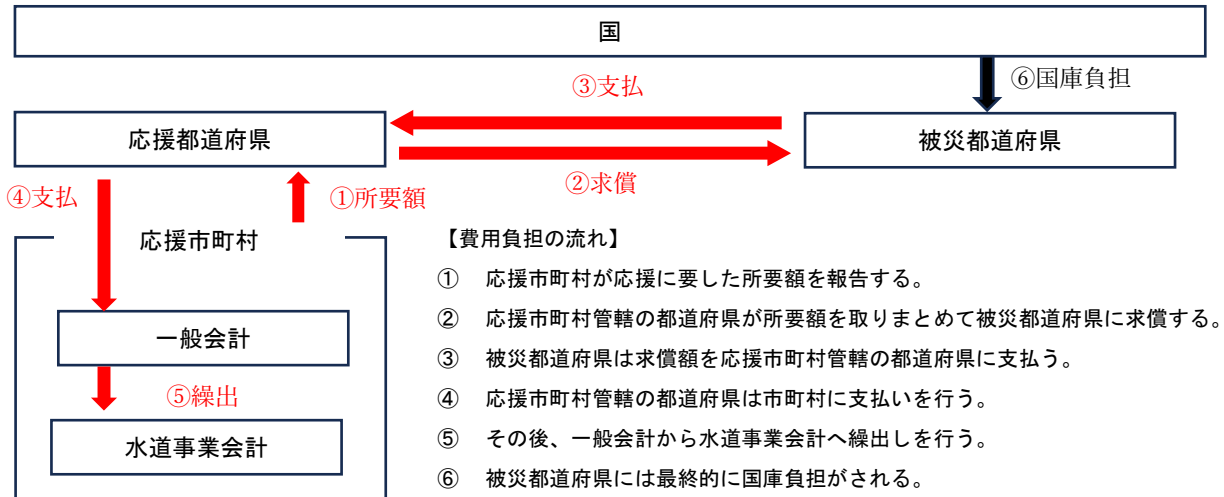 国
③支払
⑥国庫負担
応援都道府県
被災都道府県
②求償
④支払
①所要額
応援市町村
一般会計
⑤繰出
水道事業会計
【費用負担の流れ】
① 応援市町村が応援に要した所要額を報告する。
② 応援市町村管轄の都道府県が所要額を取りまとめて被災都道府県に求償する。
③ 被災都道府県は求償額を応援市町村管轄の都道府県に支払う。
④ 応援市町村管轄の都道府県は市町村に支払いを行う。
⑤ その後、一般会計から水道事業会計へ繰出しを行う。
⑥ 被災都道府県には最終的に国庫負担がされる。